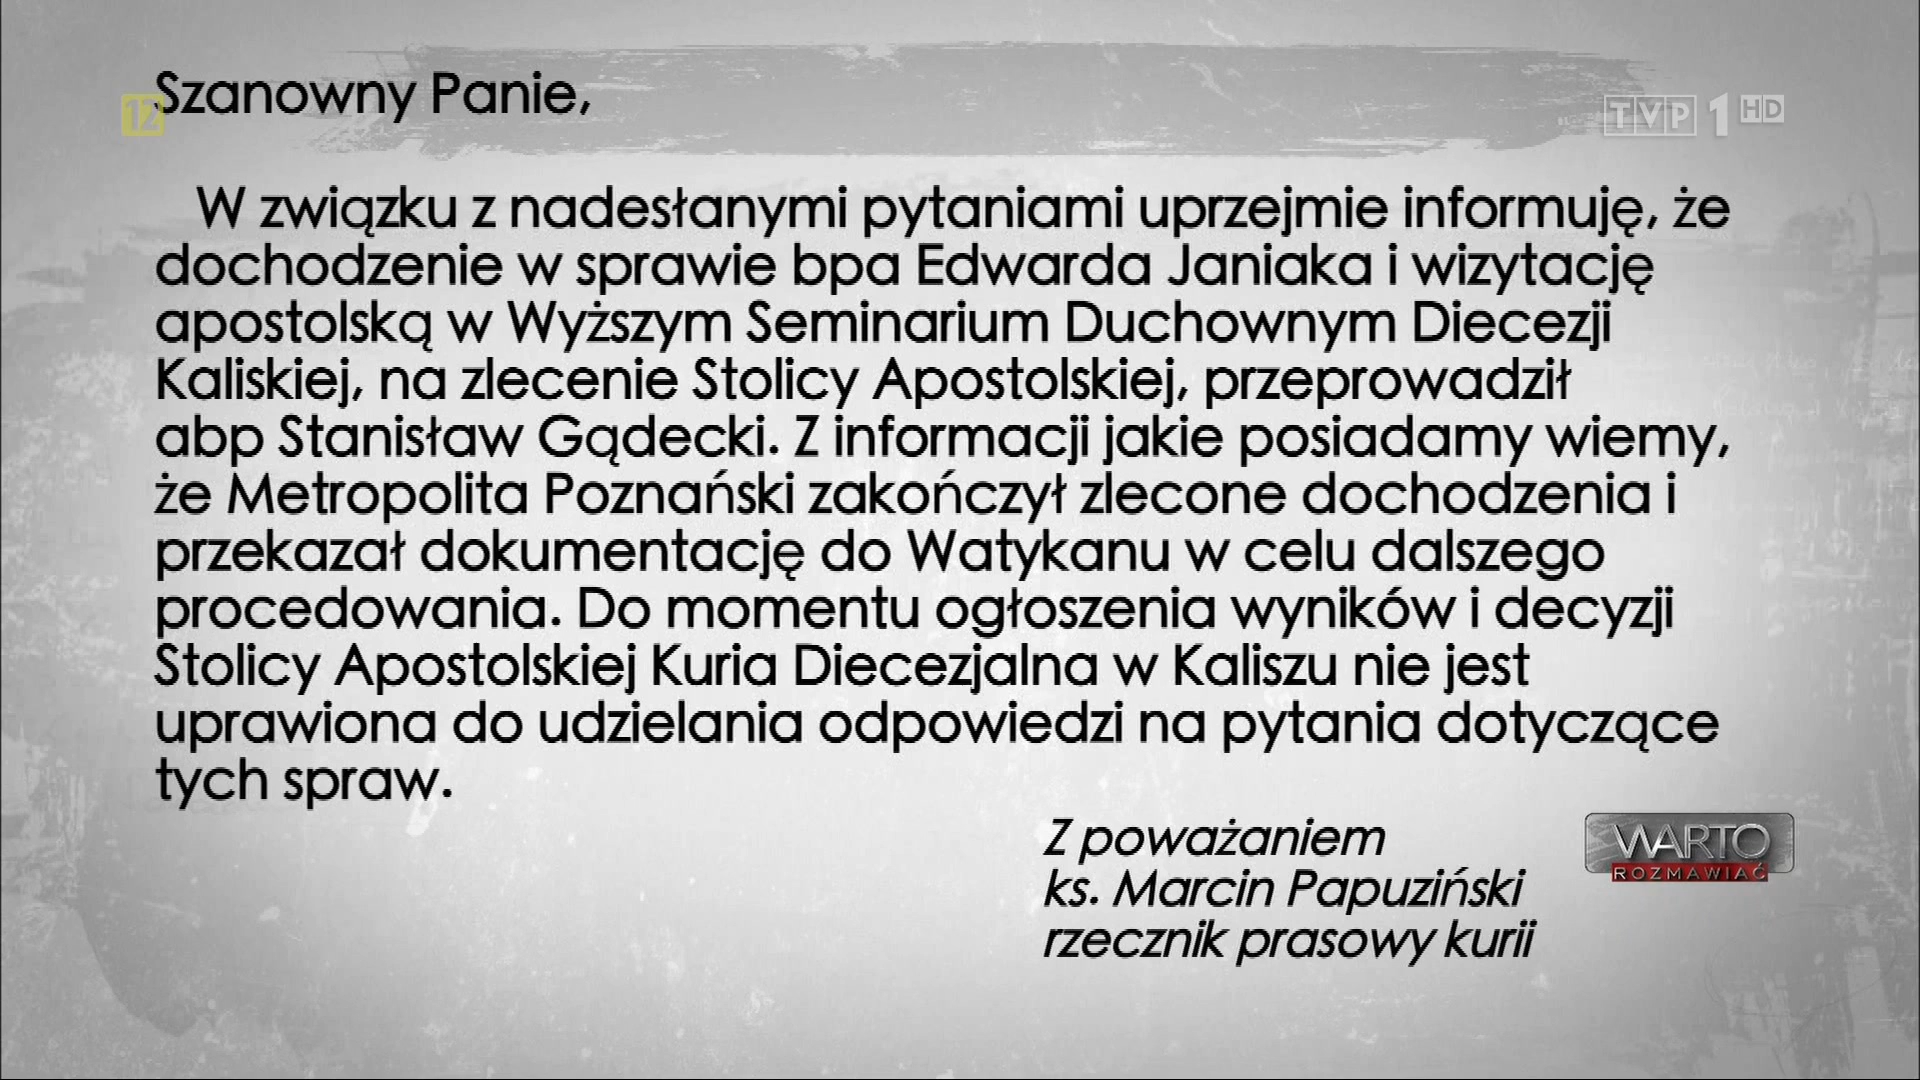 Szanowny Panie,
12
TVP 1 HD
W związku z nadesłanymi pytaniami uprzejmie informuję, że
dochodzenie w sprawie bpa Edwarda Janiaka i wizytację
apostolską w Wyższym Seminarium Duchownym Diecezji
Kaliskiej, na zlecenie Stolicy Apostolskiej, przeprowadził
abp Stanisław Gądecki. Z informacji jakie posiadamy wiemy,
że Metropolita Poznański zakończył zlecone dochodzenia i
przekazał dokumentację do Watykanu w celu dalszego
procedowania. Do momentu ogłoszenia wyników i decyzji
Stolicy Apostolskiej Kuria Diecezjalna w Kaliszu nie jest
uprawiona do udzielania odpowiedzi na pytania dotyczące
tych spraw.
Z poważaniem
ks. Marcin Papuziński
rzecznik prasowy kurii
WARTO
ROZMAWIAĆ